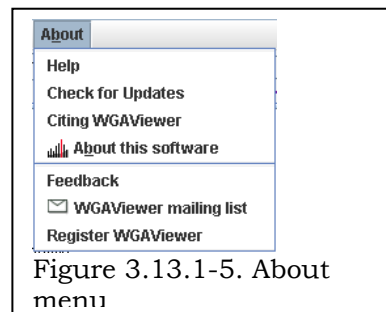 About
Help
Check for Updates
Citing WGAViewer
About this software
Feedback
WGAViewer mailing list
Register WGAViewer
Figure 3.13.1-5. About
menu